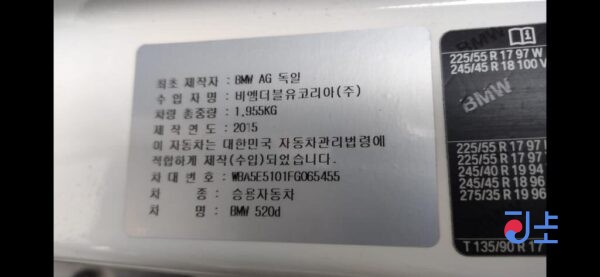 최초 제작자 : BMW AG 독일
수 입 자 명 : 비엠더블유코리아(주)
차량 총중량 : 1,955KG
제 작 연 도 : 2015
이 자동차는 대한민국 자동차관리법령에
적합하게 제작(수입)되었습니다.
차 대 번 호 : WBA5E5101FG065455
차 종 : 승용자동차
차 명 : BMW 520d
BMW
225/55 R 17 97 W
245/45 R 18 100 V
BMW
225/55 R 17 97
225/55 R 17 97
245/40 R 19 94
245/45 R 18 96
275/35 R 19 96
T 135/90 R 17